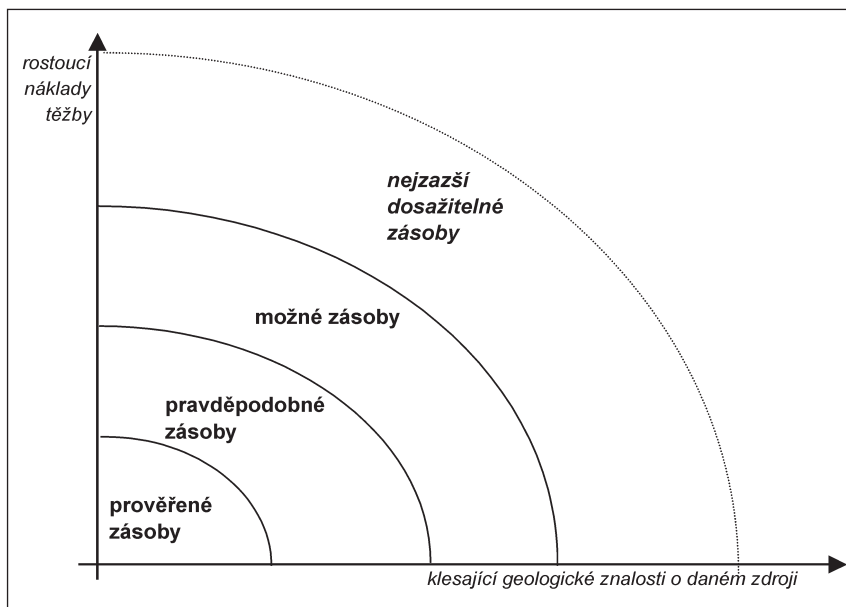 rostoucí
náklady
těžby
nejzazší
dosažitelné
zásoby
možné zásoby
pravděpodobné
zásoby
prověřené
zásoby
klesající geologické znalosti o daném zdroji